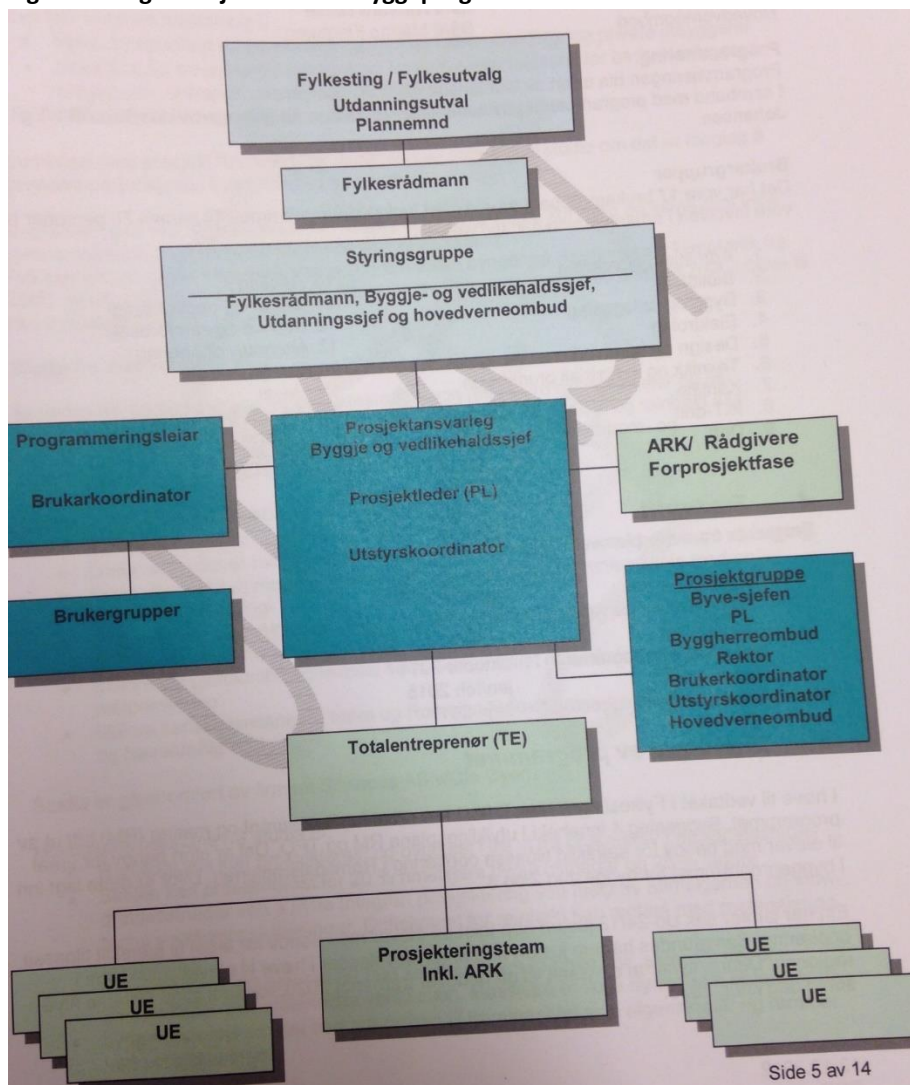 Fylkesting / Fylkesutvalg
Utdanningsutval
Plannemnd
Fylkesrådmann
Styringsgruppe
Fylkesrådmann, Byggje- og vedlikehaldssjef,
Utdanningssjef og hovedverneombud
Programmeringsleiar
Brukarkoordinator
Prosjektansvarleg
Byggje og vedlikehaldssjef
Prosjektleder (PL)
Utstyrskoordinator
ARK/ Rådgivere
Forprosjektfase
Brukergrupper
Prosjektgruppe
Byve-sjefen
PL
Byggherreombud
Rektor
Brukerkoordinator
Utstyrskoordinator
Hovedverneombud
Totalentreprenør (TE)
UE
UE
UE
Prosjekteringsteam
Inkl. ARK
UE
UE
UE
Side 5 av 14